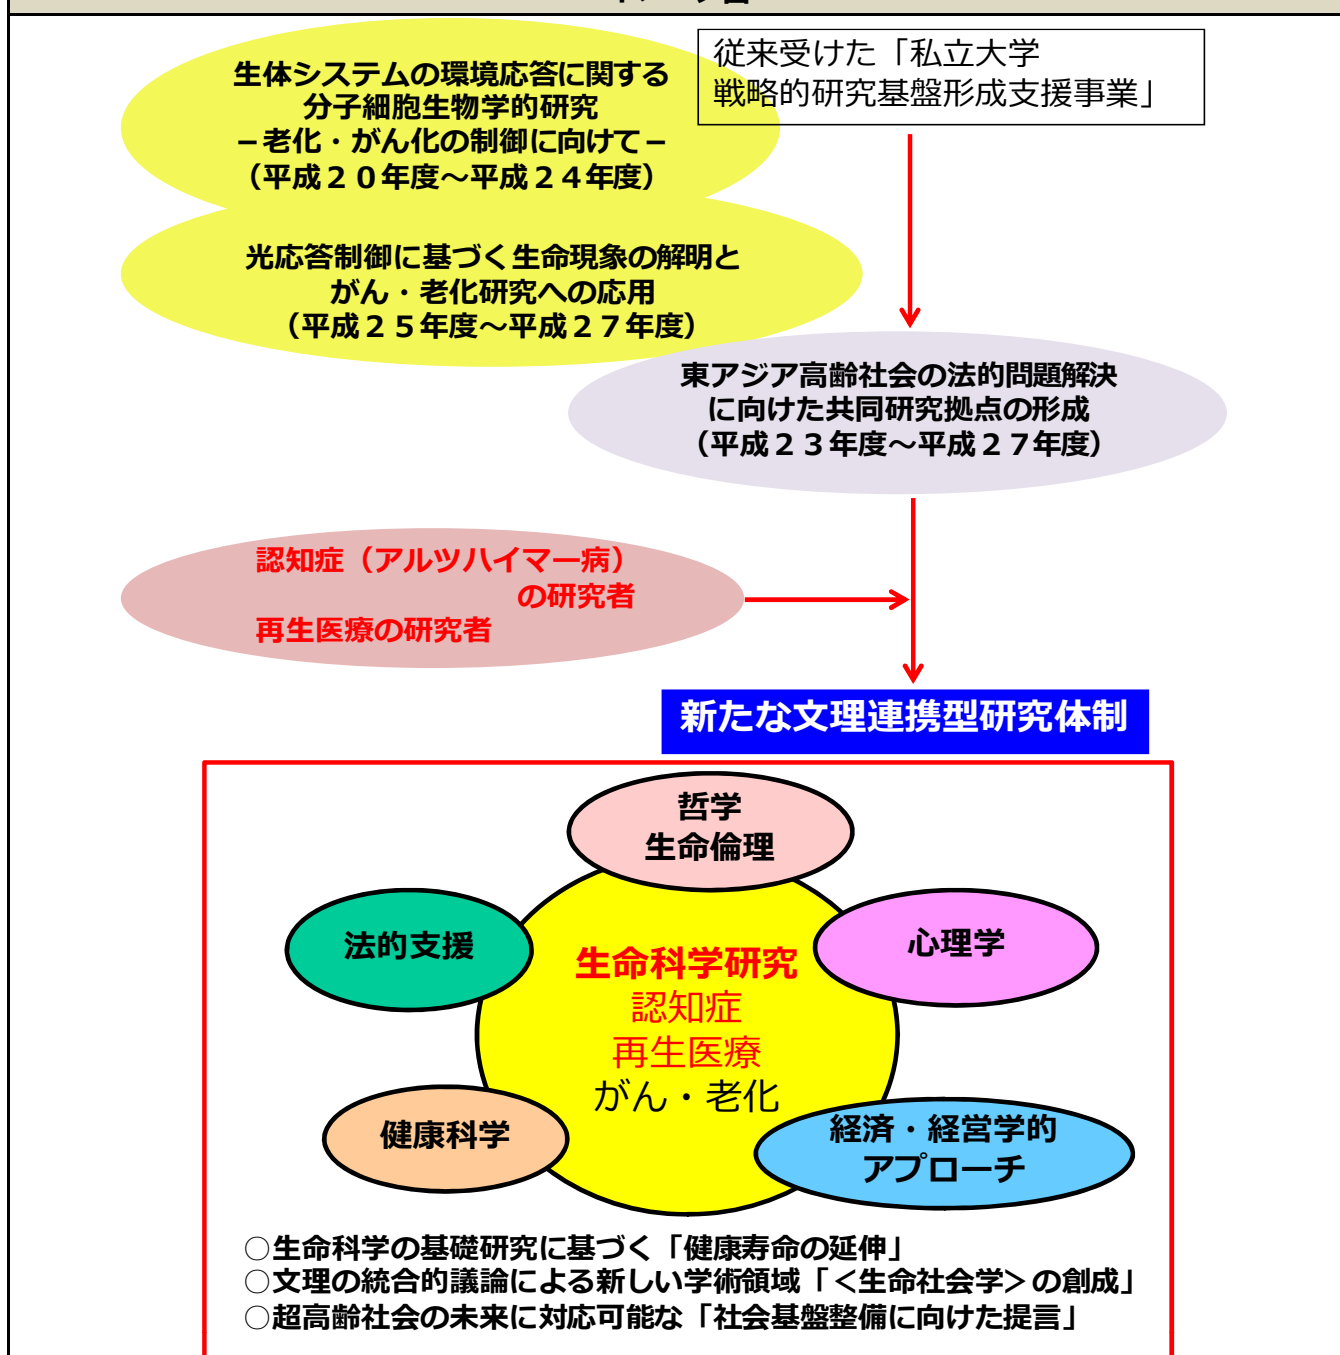 生体システムの環境応答に関する
分子細胞生物学的研究
－老化・がん化の制御に向けて－
（平成２０年度～平成２４年度）
従来受けた「私立大学
戦略的研究基盤形成支援事業」
光応答制御に基づく生命現象の解明と
がん・老化研究への応用
（平成２５年度～平成２７年度）
東アジア高齢社会の法的問題解決
に向けた共同研究拠点の形成
（平成２３年度～平成２７年度）
認知症（アルツハイマー病）
の研究者
再生医療の研究者
新たな文理連携型研究体制
哲学
生命倫理
法的支援
心理学
生命科学研究
認知症
再生医療
がん・老化
健康科学
経済・経営学的
アプローチ
○生命科学の基礎研究に基づく「健康寿命の延伸」
○文理の統合的議論による新しい学術領域「＜生命社会学＞の創成」
○超高齢社会の未来に対応可能な「社会基盤整備に向けた提言」